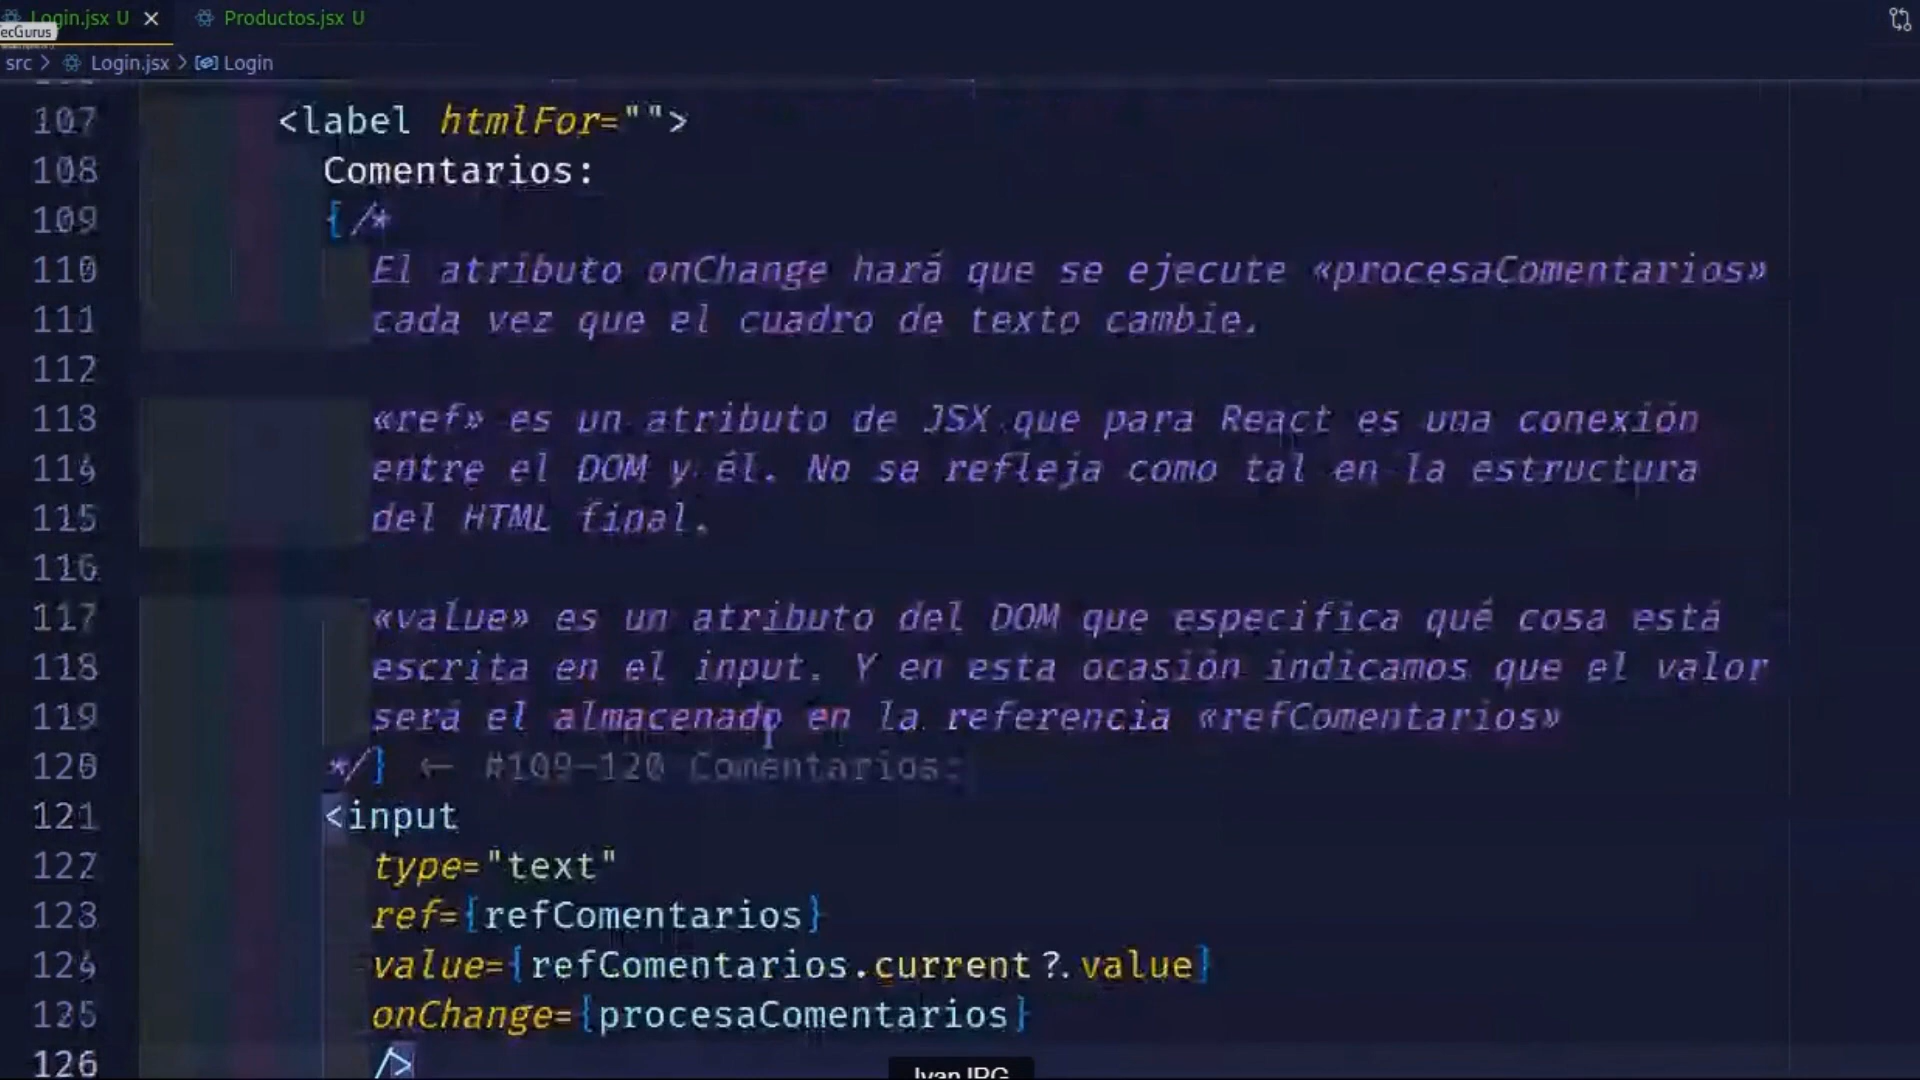 Login.jsx U
Productos.jsx U
ecGurus
src > Login.jsx > Login
107 <label htmlFor="">
108 Comentarios:
109 {/*
110 El atributo onChange hará que se ejecute «procesaComentarios»
111 cada vez que el cuadro de texto cambie.
112
113 «ref» es un atributo de JSX que para React es una conexión
114 entre el DOM y él. No se refleja como tal en la estructura
115 del HTML final.
116
117 «value» es un atributo del DOM que especifica qué cosa está
118 escrita en el input. Y en esta ocasión indicamos que el valor
119 será el almacenado en la referencia «refComentarios»
120 */} <- #109-120 Comentarios:
121 <input
122 type="text"
123 ref={refComentarios}
124 value={refComentarios.current?.value}
125 onChange={procesaComentarios}
126 />
Ivan JRG